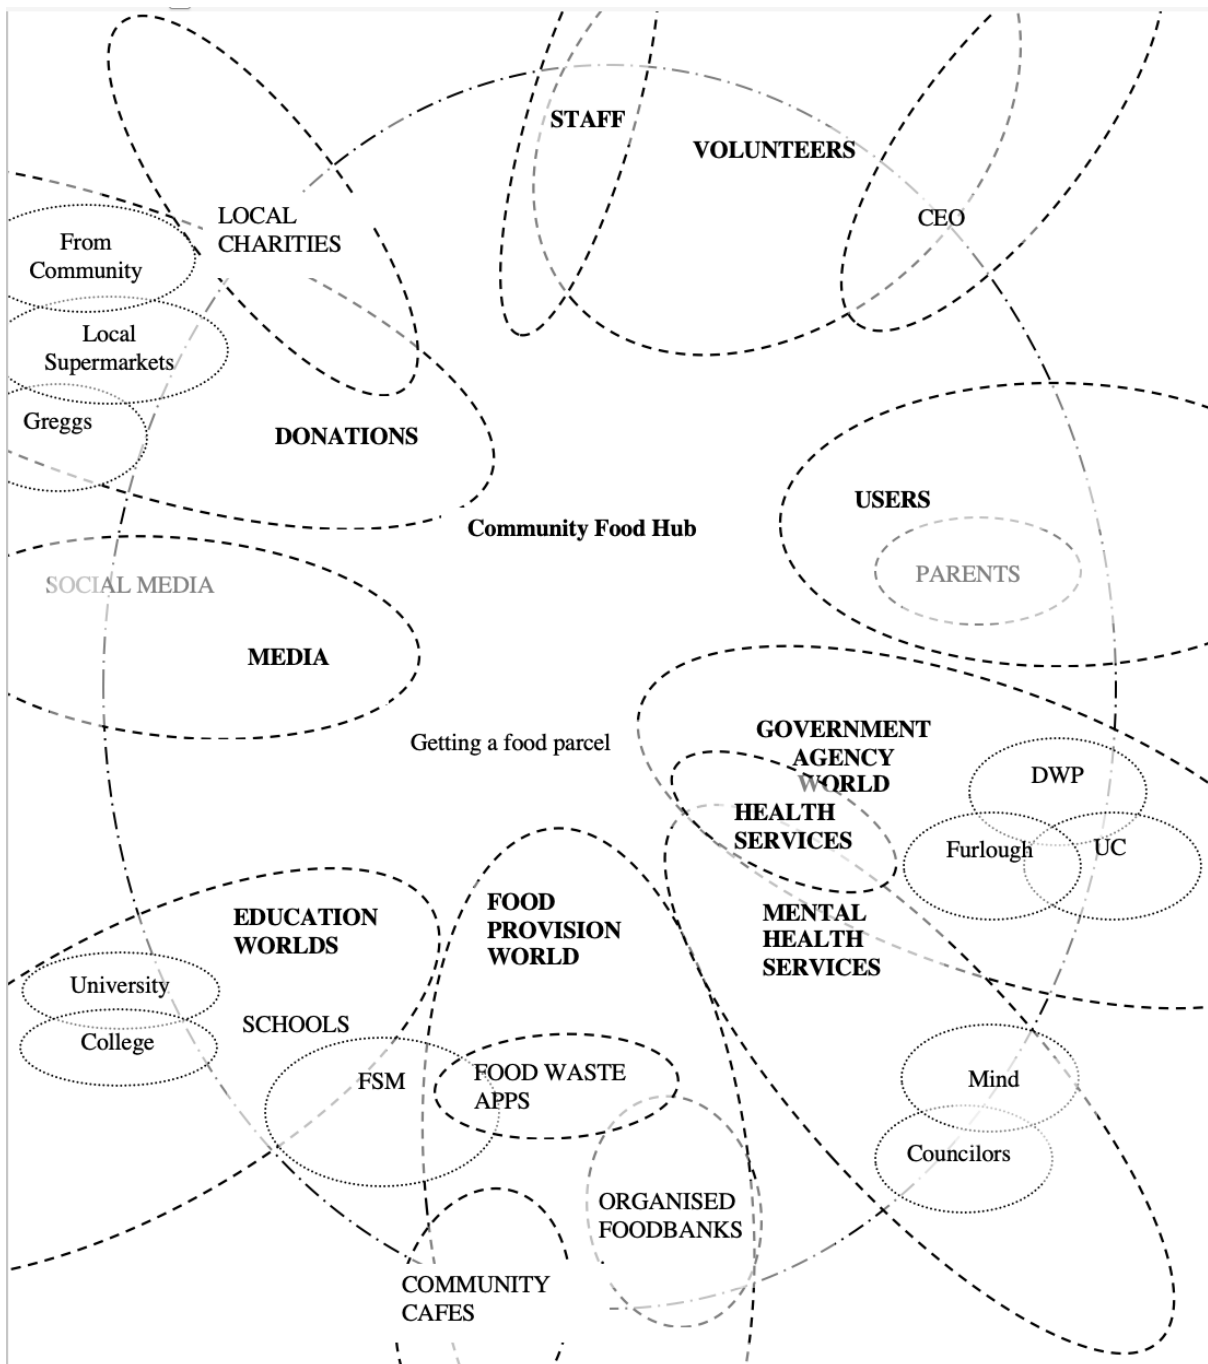 STAFF
VOLUNTEERS
LOCAL
CHARITIES
CEO
From
Community
Local
Supermarkets
Greggs
DONATIONS
USERS
Community Food Hub
PARENTS
SOCIAL MEDIA
MEDIA
Getting a food parcel
GOVERNMENT
AGENCY
WORLD
DWP
HEALTH
SERVICES
Furlough
UC
EDUCATION
WORLDS
FOOD
PROVISION
WORLD
MENTAL
HEALTH
SERVICES
University
College
SCHOOLS
FSM
FOOD WASTE
APPS
Mind
Councilors
ORGANISED
FOODBANKS
COMMUNITY
CAFES